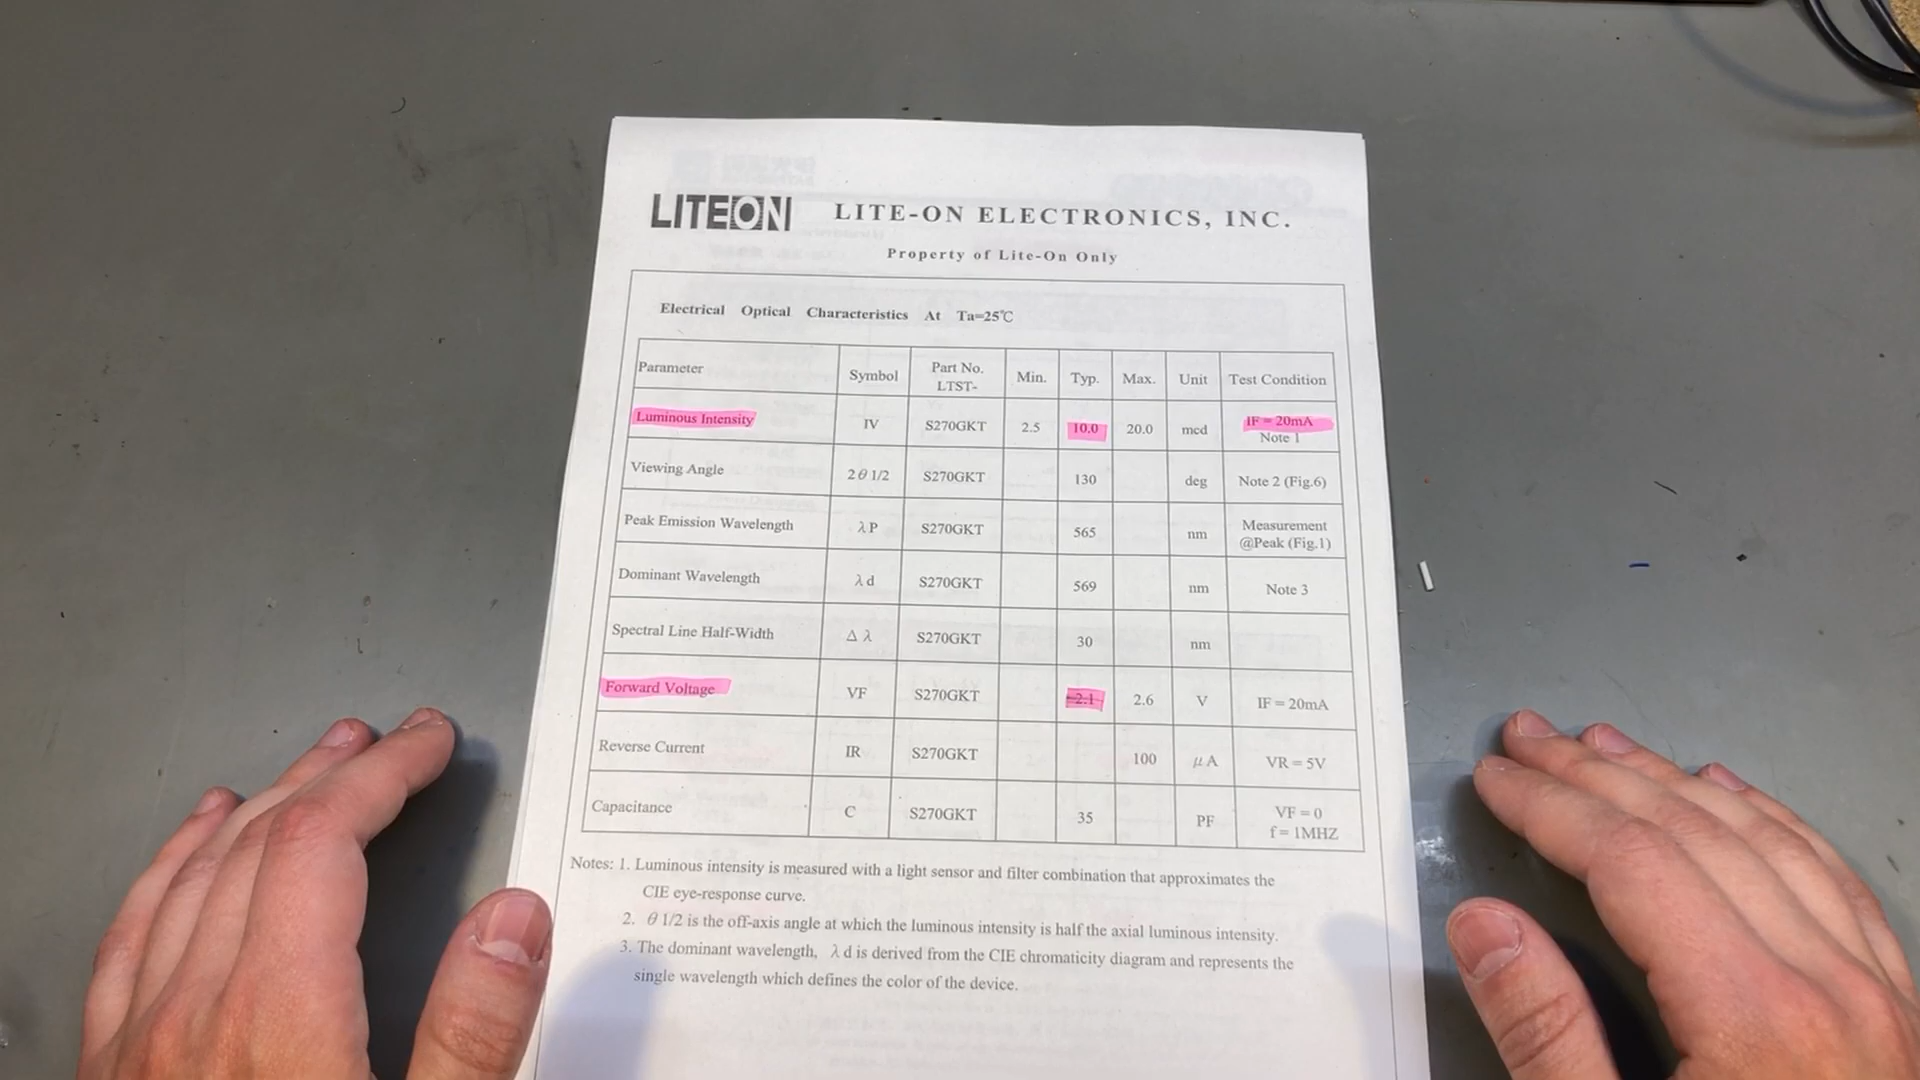 LITEON LITE-ON ELECTRONICS, INC.
Property of Lite-On Only
Electrical Optical Characteristics At Ta=25℃
Parameter Symbol Part No. LTST- Min. Typ. Max. Unit Test Condition
Luminous Intensity IV S270GKT 2.5 10.0 20.0 mcd IF = 20mA Note 1
Viewing Angle 2θ1/2 S270GKT 130 deg Note 2 (Fig.6)
Peak Emission Wavelength λP S270GKT 565 nm Measurement @Peak (Fig.1)
Dominant Wavelength λd S270GKT 569 nm Note 3
Spectral Line Half-Width Δλ S270GKT 30 nm
Forward Voltage VF S270GKT 2.1 2.6 V IF = 20mA
Reverse Current IR S270GKT 100 μA VR = 5V
Capacitance C S270GKT 35 PF VF = 0 f = 1MHZ
Notes: 1. Luminous intensity is measured with a light sensor and filter combination that approximates the
CIE eye-response curve.
2. θ1/2 is the off-axis angle at which the luminous intensity is half the axial luminous intensity.
3. The dominant wavelength, λd is derived from the CIE chromaticity diagram and represents the
single wavelength which defines the color of the device.